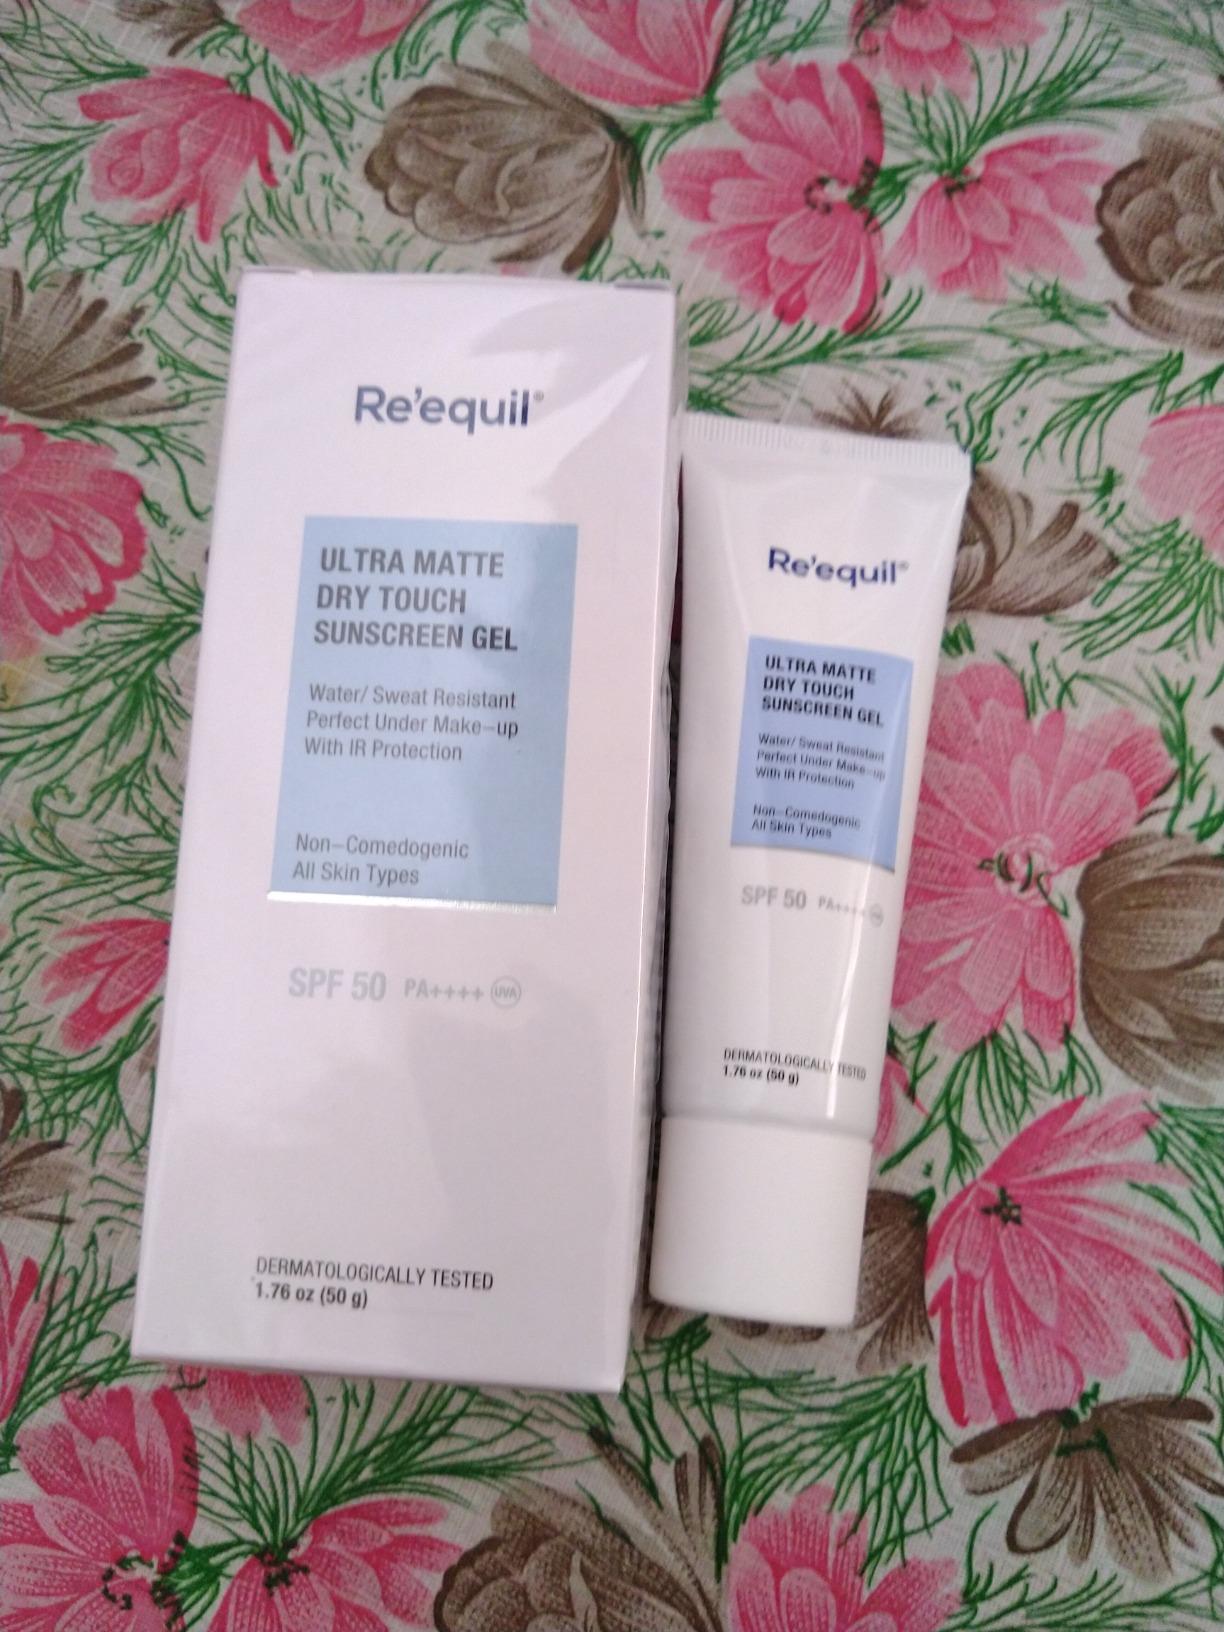 Re'equil®
ULTRA MATTE
DRY TOUCH
SUNSCREEN GEL
Water/ Sweat Resistant
Perfect Under Make–up
With IR Protection
Non–Comedogenic
All Skin Types
SPF 50 PA++++ UVA
DERMATOLOGICALLY TESTED
1.76 oz (50 g)
Re'equil®
ULTRA MATTE
DRY TOUCH
SUNSCREEN GEL
Water/ Sweat Resistant
Perfect Under Make–up
With IR Protection
Non–Comedogenic
All Skin Types
SPF 50 PA++++
DERMATOLOGICALLY TESTED
1.76 oz (50 g)